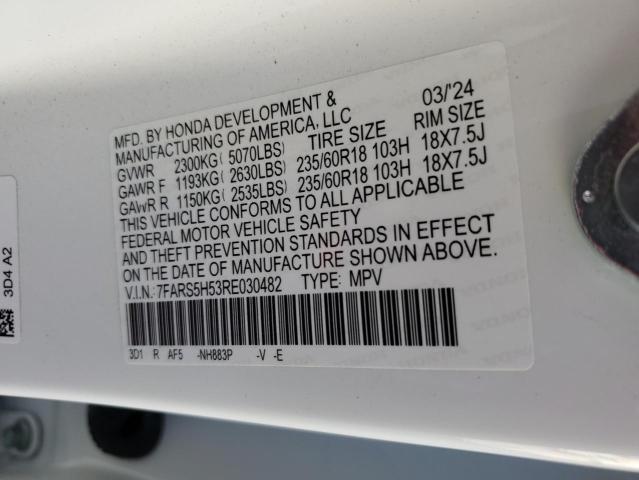 MFD. BY HONDA DEVELOPMENT & 03/'24
MANUFACTURING OF AMERICA, LLC
TIRE SIZE RIM SIZE
GVWR 2300KG( 5070LBS)
GAWR F 1193KG( 2630LBS) 235/60R18 103H 18X7.5J
GAWR R 1150KG( 2535LBS) 235/60R18 103H 18X7.5J
THIS VEHICLE CONFORMS TO ALL APPLICABLE
FEDERAL MOTOR VEHICLE SAFETY
AND THEFT PREVENTION STANDARDS IN EFFECT
ON THE DATE OF MANUFACTURE SHOWN ABOVE.
V.I.N.: 7FARS5H53RE030482 TYPE: MPV
3D1 R AF5 -NH883P -V -E
3D4 A2